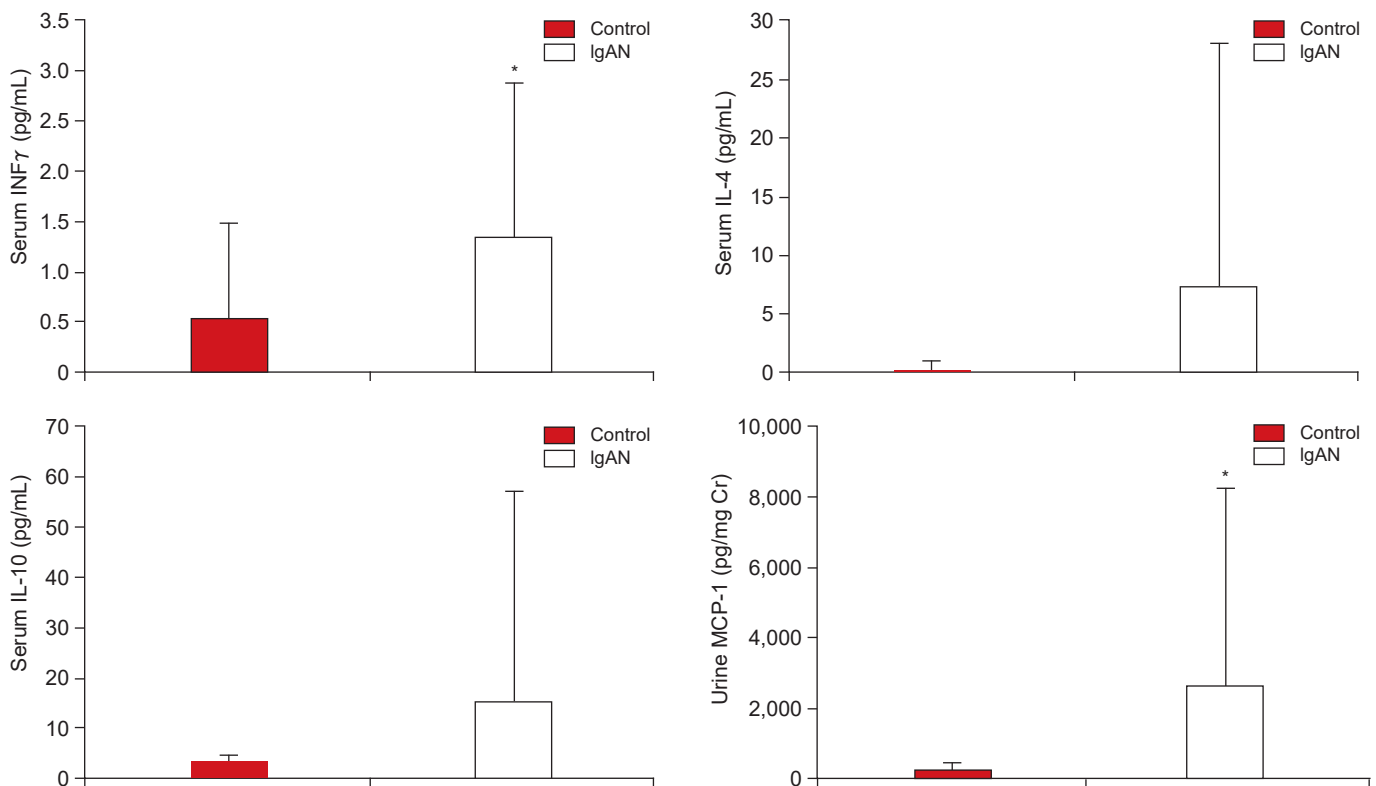 Serum INFγ (pg/mL)
3.5
3.0
2.5
2.0
1.5
1.0
0.5
0
Control
IgAN
*
Serum IL-4 (pg/mL)
30
25
20
15
10
5
0
Control
IgAN
Serum IL-10 (pg/mL)
70
60
50
40
30
20
10
0
Control
IgAN
Urine MCP-1 (pg/mg Cr)
10,000
8,000
6,000
4,000
2,000
0
Control
IgAN
*